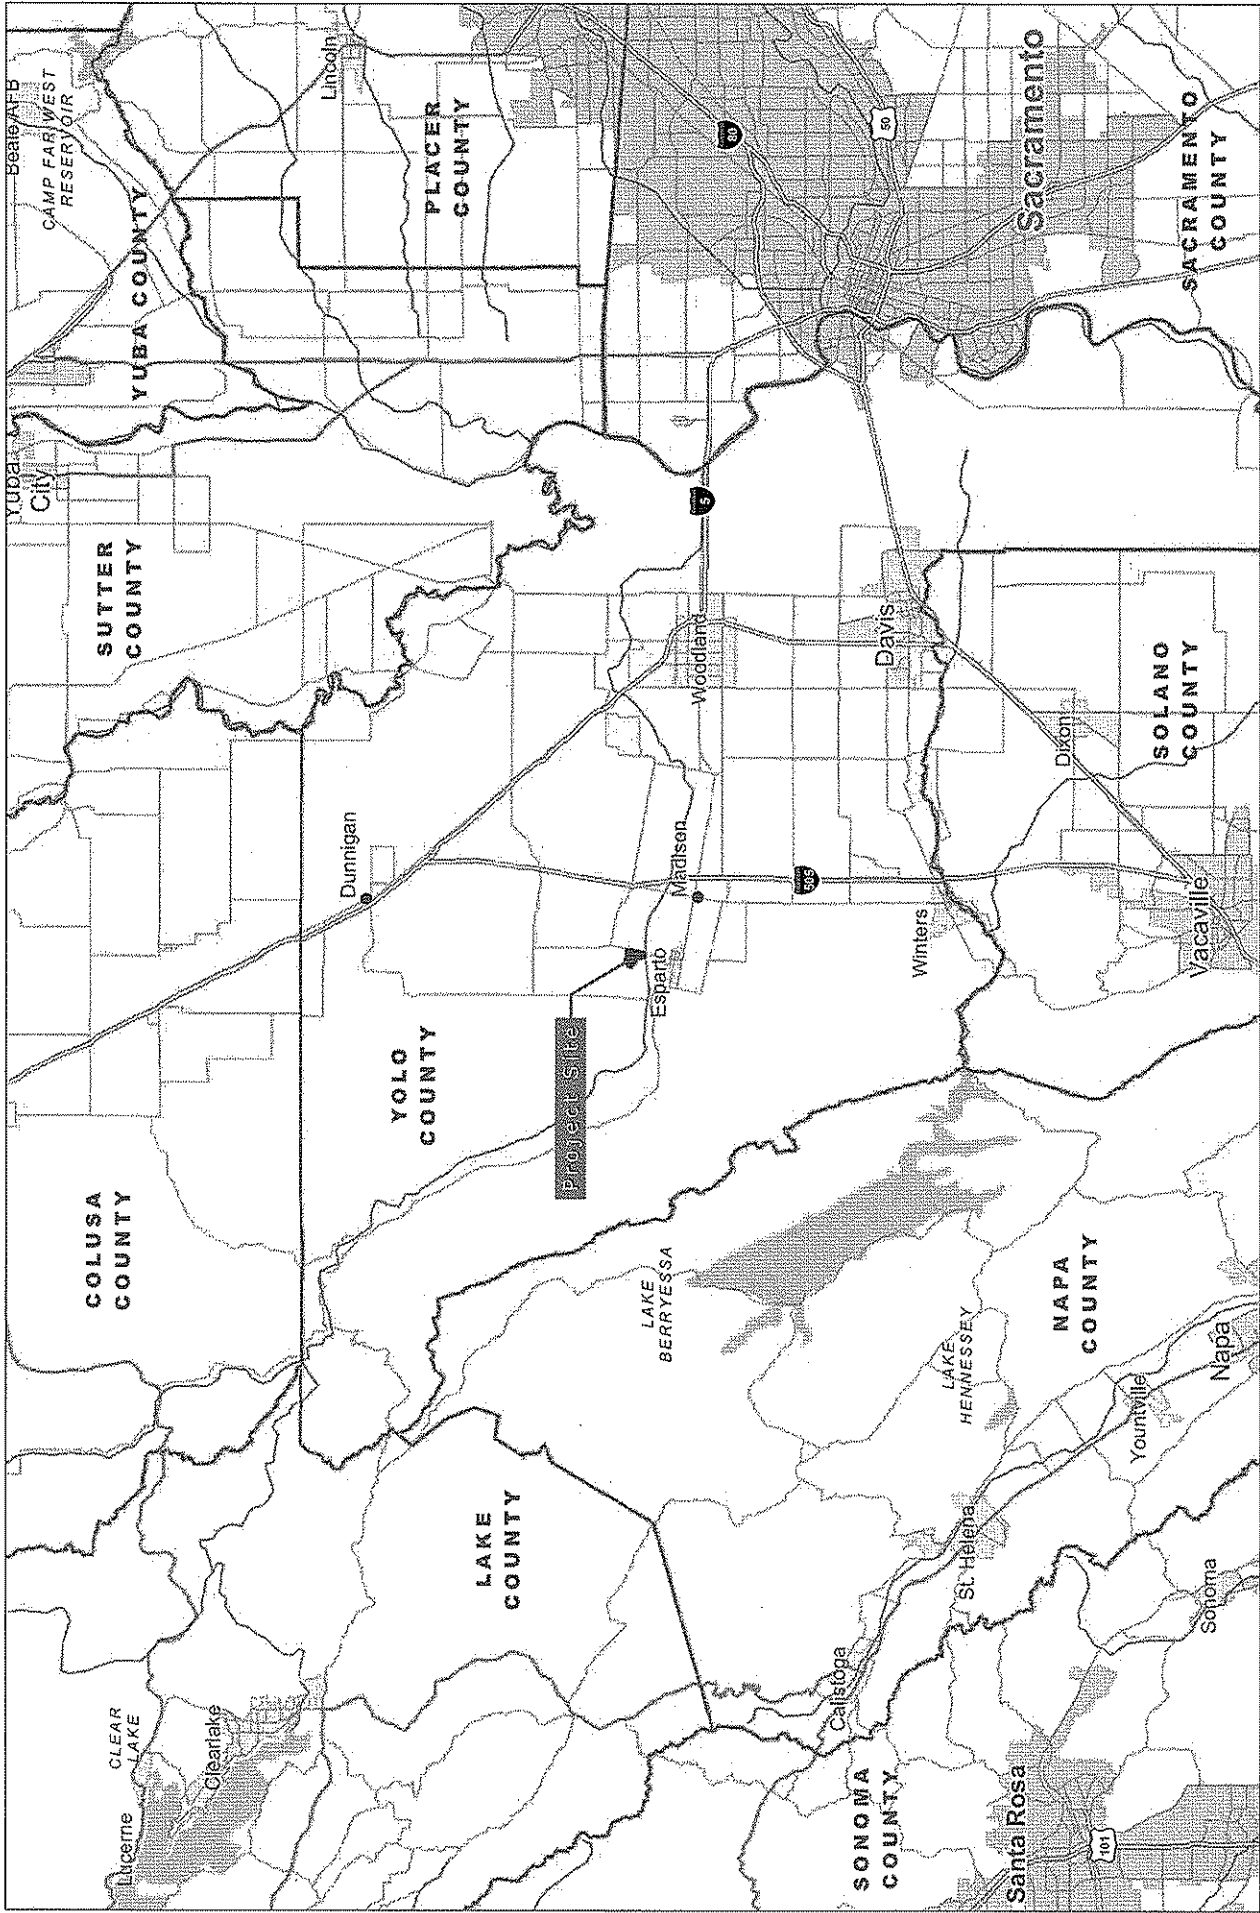 Lucerne
CLEAR
LAKE
Clearlake
COLUSA
COUNTY
SUTTER
COUNTY
Yuba
City
YUBA COUNTY
Beale AFB
CAMP FAR WEST
RESERVOIR
Lincoln
PLACER
COUNTY
Dunnigan
YOLO
COUNTY
LAKE
COUNTY
Project Site
Esparto
Madison
Woodland
5
80
50
Sacramento
SACRAMENTO
COUNTY
LAKE
BERRYESSA
505
Winters
Davis
Calistoga
St. Helena
LAKE
HENNESSEY
SONOMA
COUNTY
Santa Rosa
101
Sonoma
Yountville
Napa
NAPA
COUNTY
Vacaville
Dixon
SOLANO
COUNTY